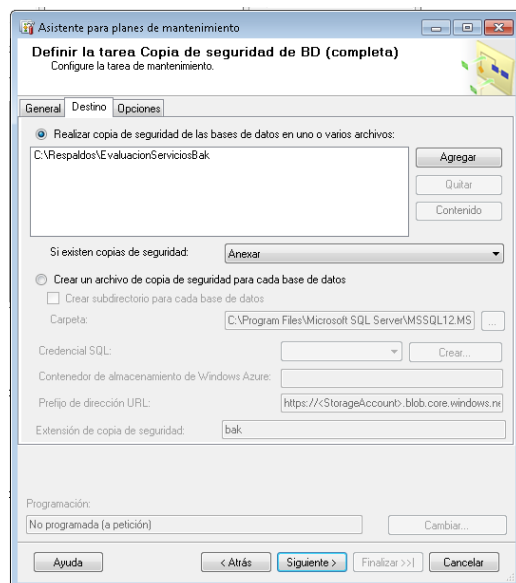 Asistente para planes de mantenimiento
Definir la tarea Copia de seguridad de BD (completa)
Configure la tarea de mantenimiento.
General Destino Opciones
Realizar copia de seguridad de las bases de datos en uno o varios archivos:
C:\Respaldos\EvaluacionServiciosBak
Agregar
Quitar
Contenido
Si existen copias de seguridad: Anexar
Crear un archivo de copia de seguridad para cada base de datos
Crear subdirectorio para cada base de datos
Carpeta: C:\Program Files\Microsoft SQL Server\MSSQL12.MS ...
Credencial SQL: Crear...
Contenedor de almacenamiento de Windows Azure:
Prefijo de dirección URL: https://<StorageAccount>.blob.core.windows.ne
Extensión de copia de seguridad: bak
Programación:
No programada (a petición) Cambiar...
Ayuda < Atrás Siguiente > Finalizar >>| Cancelar